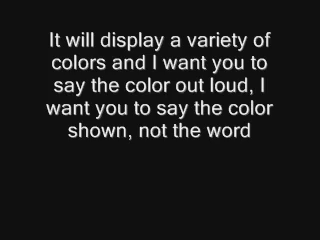 It will display a variety of
colors and I want you to
say the color out loud, I
want you to say the color
shown, not the word